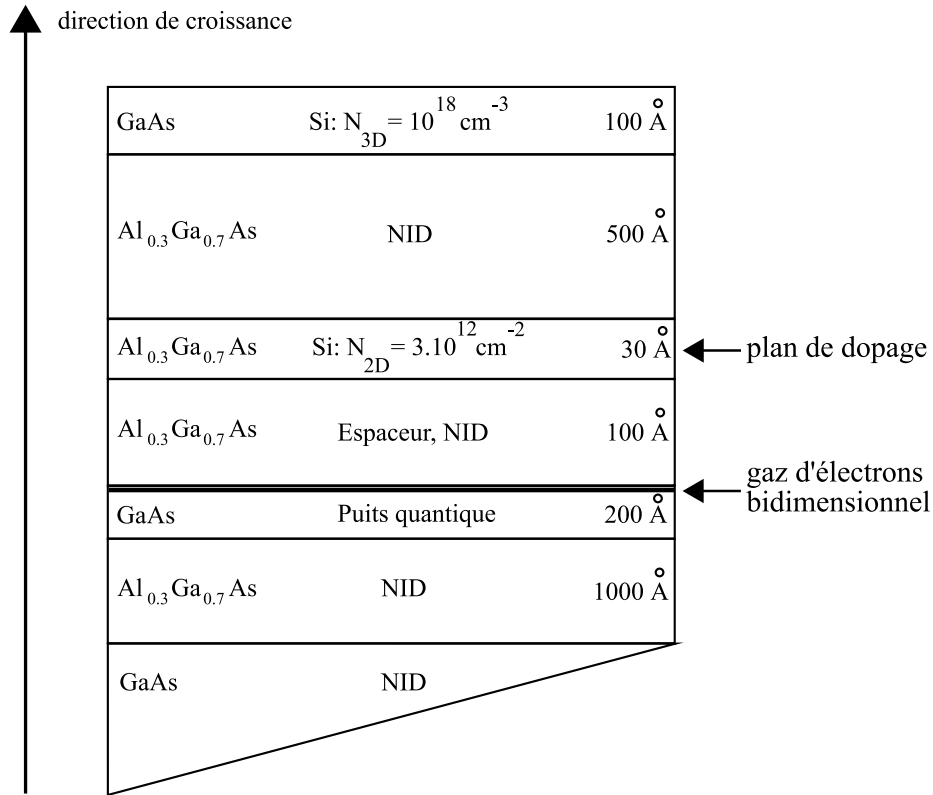 direction de croissance
GaAs Si: N3D = 10^18 cm^-3 100 Å
Al0.3Ga0.7As NID 500 Å
Al0.3Ga0.7As Si: N2D = 3.10^12 cm^-2 30 Å
plan de dopage
Al0.3Ga0.7As Espaceur, NID 100 Å
gaz d'électrons
bidimensionnel
GaAs Puits quantique 200 Å
Al0.3Ga0.7As NID 1000 Å
GaAs NID